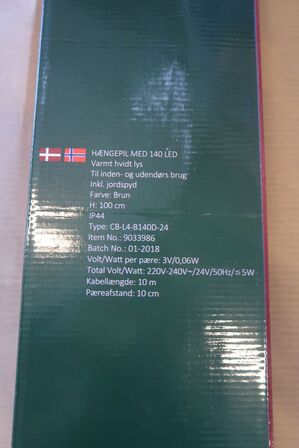 HÆNGEPIL MED 140 LED
Varmt hvidt lys
Til inden- og udendørs brug
Inkl. jordspyd
Farve: Brun
H: 100 cm
IP44
Type: CB-L4-B140D-24
Item No.: 9033986
Batch No.: 01-2018
Volt/Watt per pære: 3V/0,06W
Total Volt/Watt: 220V-240V~/24V/50Hz/≦5W
Kabellængde: 10 m
Pæreafstand: 10 cm